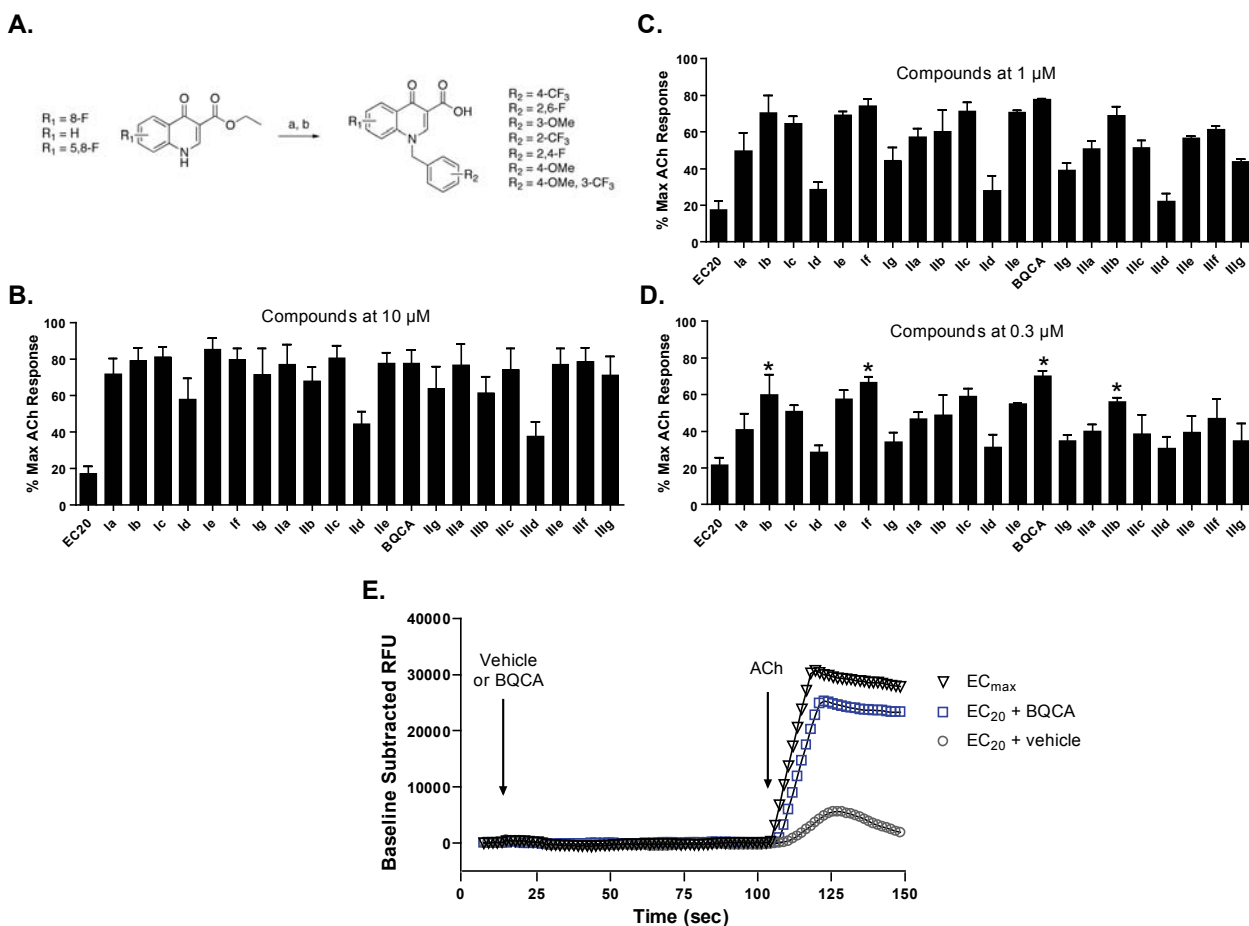 A.
R₁ = 8-F
R₁ = H
R₁ = 5,8-F
R₁
O
O
O
N
H
a, b
R₁
O
O
OH
N
R₂
R₂ = 4-CF₃
R₂ = 2,6-F
R₂ = 3-OMe
R₂ = 2-CF₃
R₂ = 2,4-F
R₂ = 4-OMe
R₂ = 4-OMe, 3-CF₃
B.
Compounds at 10 µM
% Max ACh Response
100
80
60
40
20
0
EC20 Ia Ib Ic Id Ie If Ig IIa IIb IIc IId IIe BQCA IIg IIIa IIIb IIIc IIId IIIe IIIf IIIg
C.
Compounds at 1 µM
% Max ACh Response
100
80
60
40
20
0
EC20 Ia Ib Ic Id Ie If Ig IIa IIb IIc IId IIe BQCA IIg IIIa IIIb IIIc IIId IIIe IIIf IIIg
D.
Compounds at 0.3 µM
% Max ACh Response
100
80
60
40
20
0
* * * *
EC20 Ia Ib Ic Id Ie If Ig IIa IIb IIc IId IIe BQCA IIg IIIa IIIb IIIc IIId IIIe IIIf IIIg
E.
Baseline Subtracted RFU
40000
30000
20000
10000
0
Vehicle
or BQCA
ACh
ECmax
EC₂₀ + BQCA
EC₂₀ + vehicle
0 25 50 75 100 125 150
Time (sec)